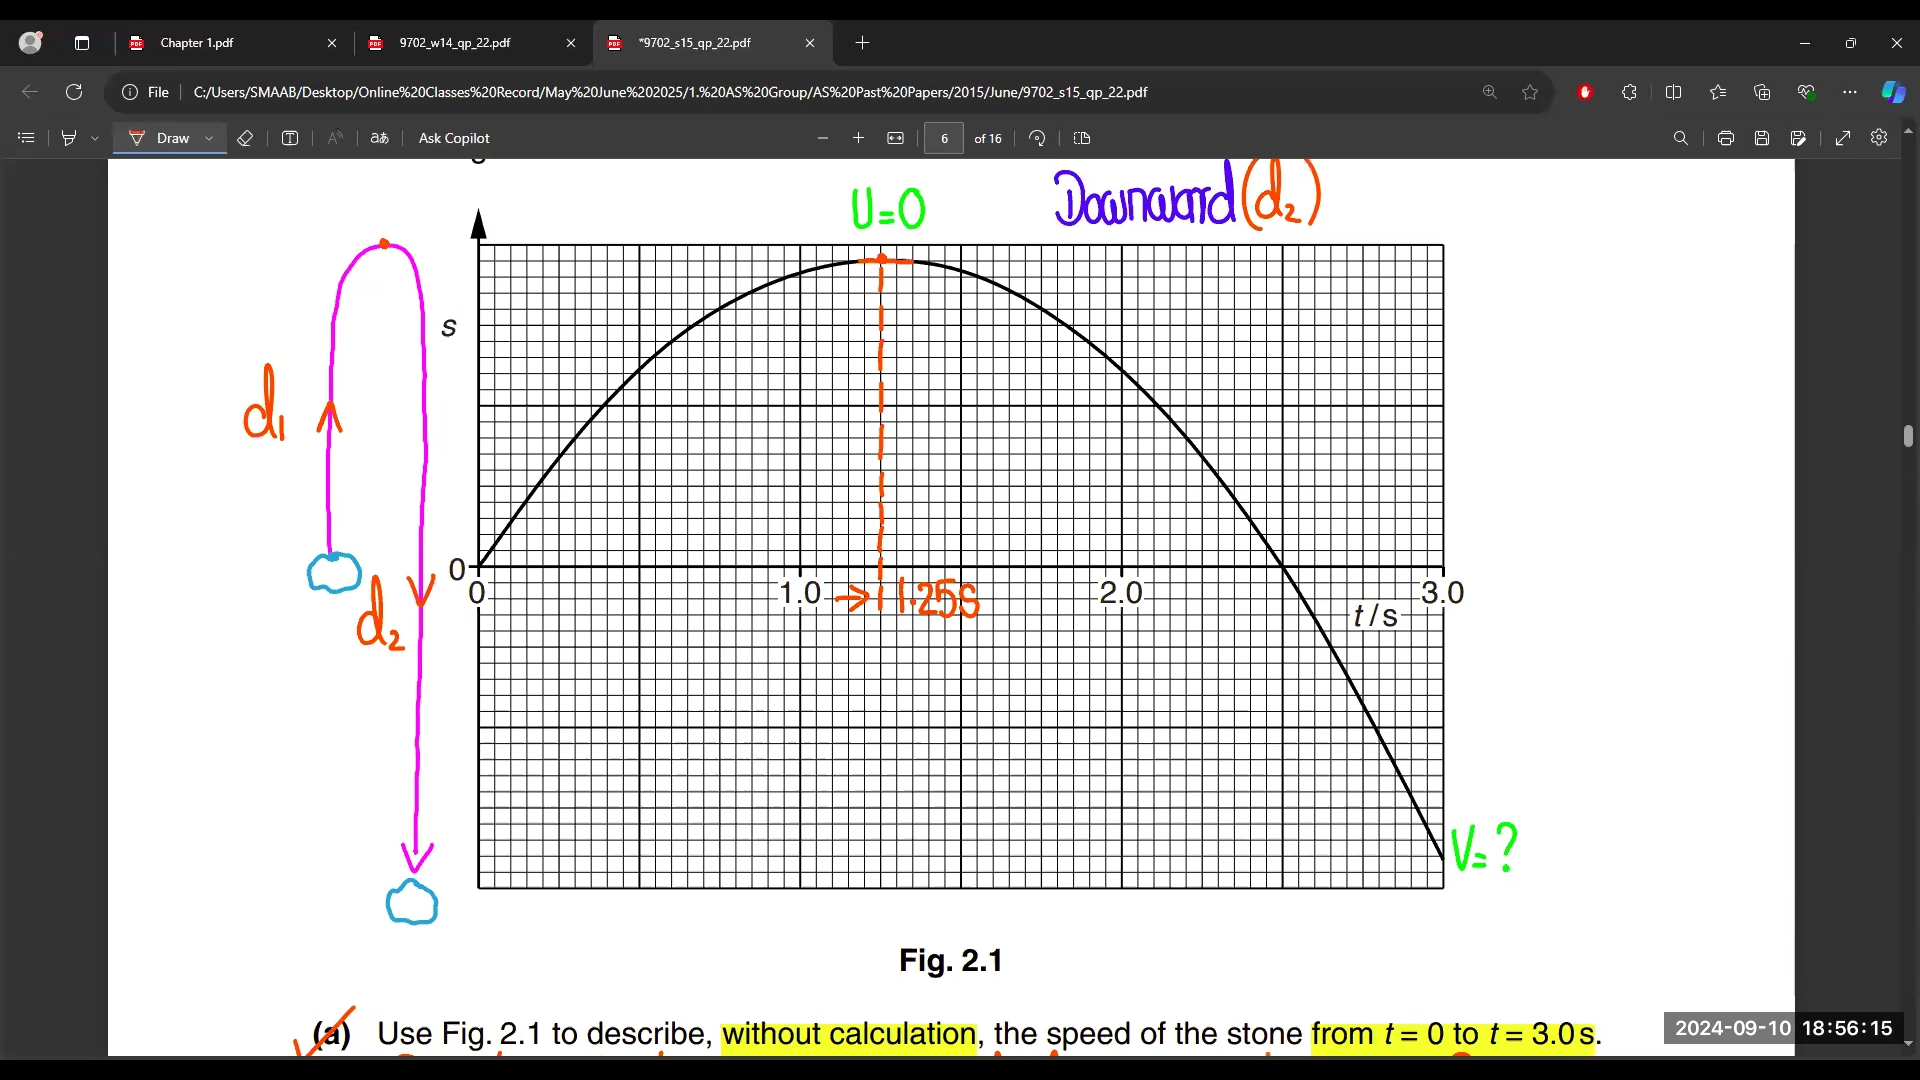 Chapter 1.pdf
9702_w14_qp_22.pdf
*9702_s15_qp_22.pdf
File
C:/Users/SMAAB/Desktop/Online%20Classes%20Record/May%20June%202025/1.%20AS%20Group/AS%20Past%20Papers/2015/June/9702_s15_qp_22.pdf
Draw
aあ
Ask Copilot
6 of 16
U=0
Downward (d₂)
s
d₁
0
0 1.0 → 1.25s 2.0 3.0
t / s
d₂
V=?
Fig. 2.1
(a) Use Fig. 2.1 to describe, without calculation, the speed of the stone from t = 0 to t = 3.0 s.
2024-09-10 18:56:15